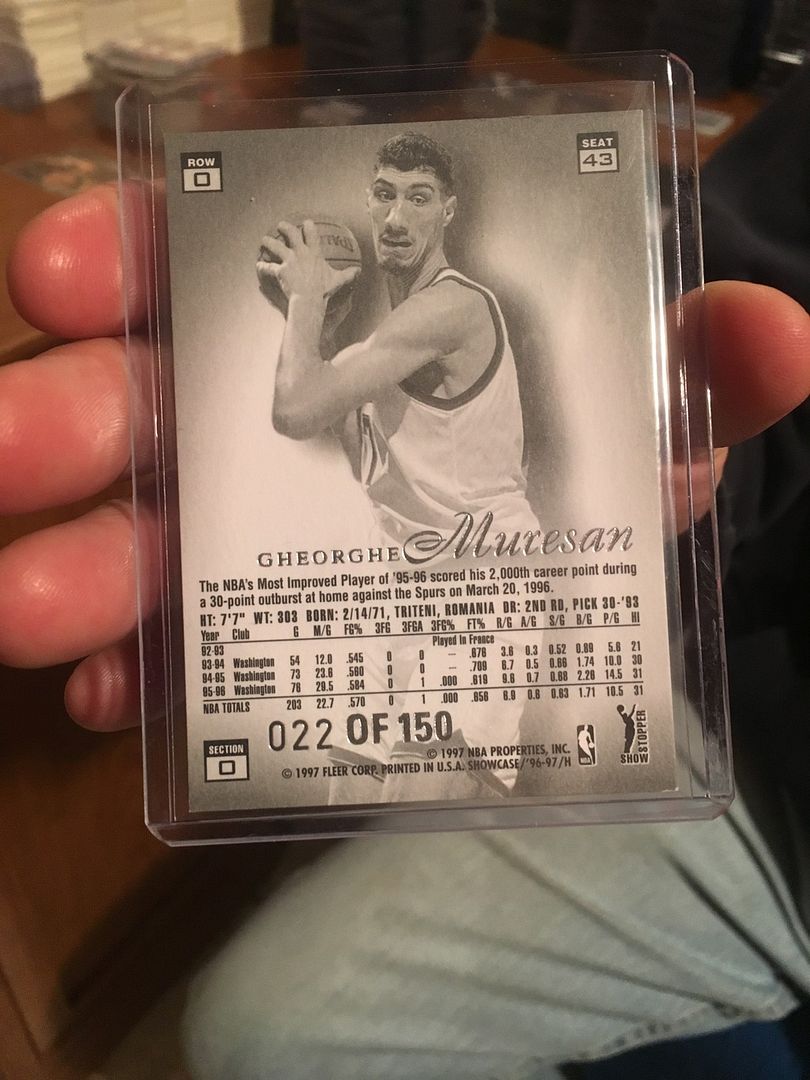 ROW
0
SEAT
43
GHEORGHE Muresan
The NBA's Most Improved Player of '95-96 scored his 2,000th career point during
a 30-point outburst at home against the Spurs on March 20, 1996.
HT: 7'7" WT: 303 BORN: 2/14/71, TRITENI, ROMANIA DR: 2ND RD, PICK 30-'93
Year Club G M/G FG% 3FG 3FGA 3FG% FT% R/G A/G S/G B/G P/G HI
92-93 Played In France
93-94 Washington 54 12.0 .545 0 0 — .676 3.6 0.3 0.52 0.89 5.6 21
94-95 Washington 73 23.6 .560 0 0 — .709 6.7 0.5 0.66 1.74 10.0 30
95-96 Washington 76 29.5 .584 0 1 .000 .619 9.6 0.7 0.68 2.26 14.5 31
NBA TOTALS 203 22.7 .570 0 1 .000 .656 6.9 0.6 0.63 1.71 10.5 31
022 OF 150
SECTION
0
© 1997 NBA PROPERTIES, INC.
© 1997 FLEER CORP. PRINTED IN U.S.A. SHOWCASE/'96-97/H
SHOW STOPPER